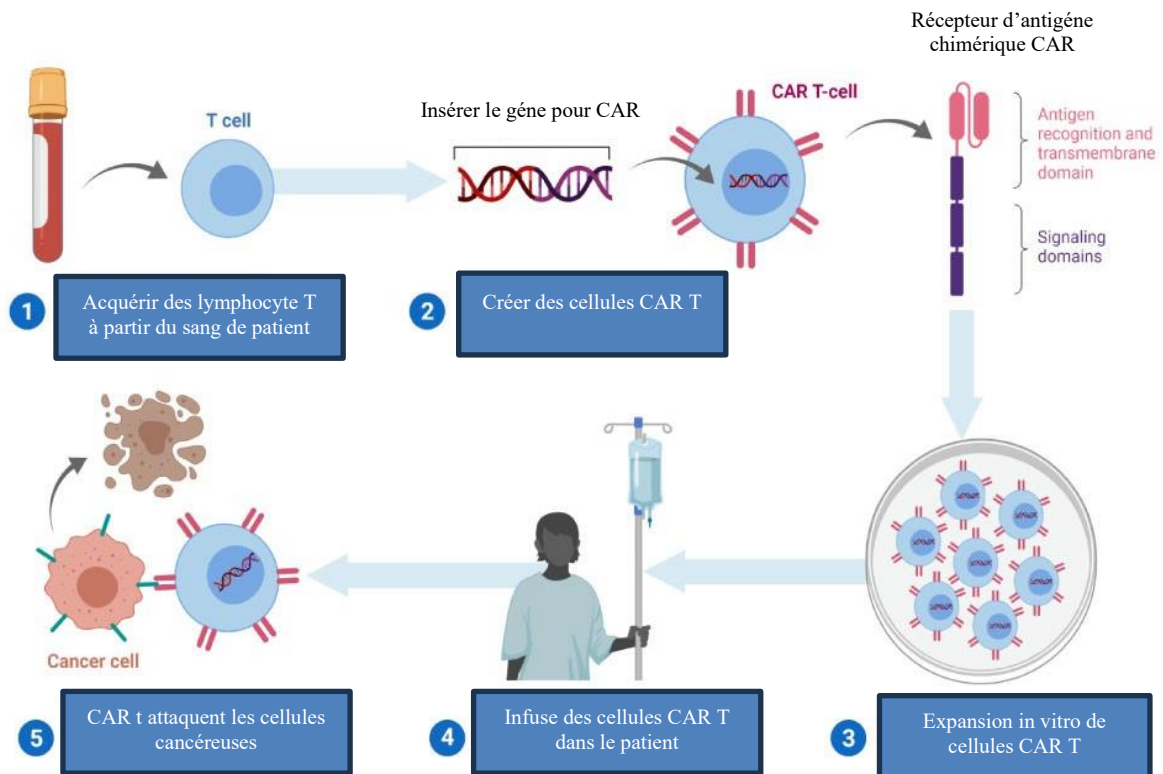 Récepteur d’antigéne
chimérique CAR
T cell
Insérer le géne pour CAR
CAR T-cell
Antigen
recognition and
transmembrane
domain
Signaling
domains
1
Acquérir des lymphocyte T
à partir du sang de patient
2
Créer des cellules CAR T
Cancer cell
5
CAR t attaquent les cellules
cancéreuses
4
Infuse des cellules CAR T
dans le patient
3
Expansion in vitro de
cellules CAR T